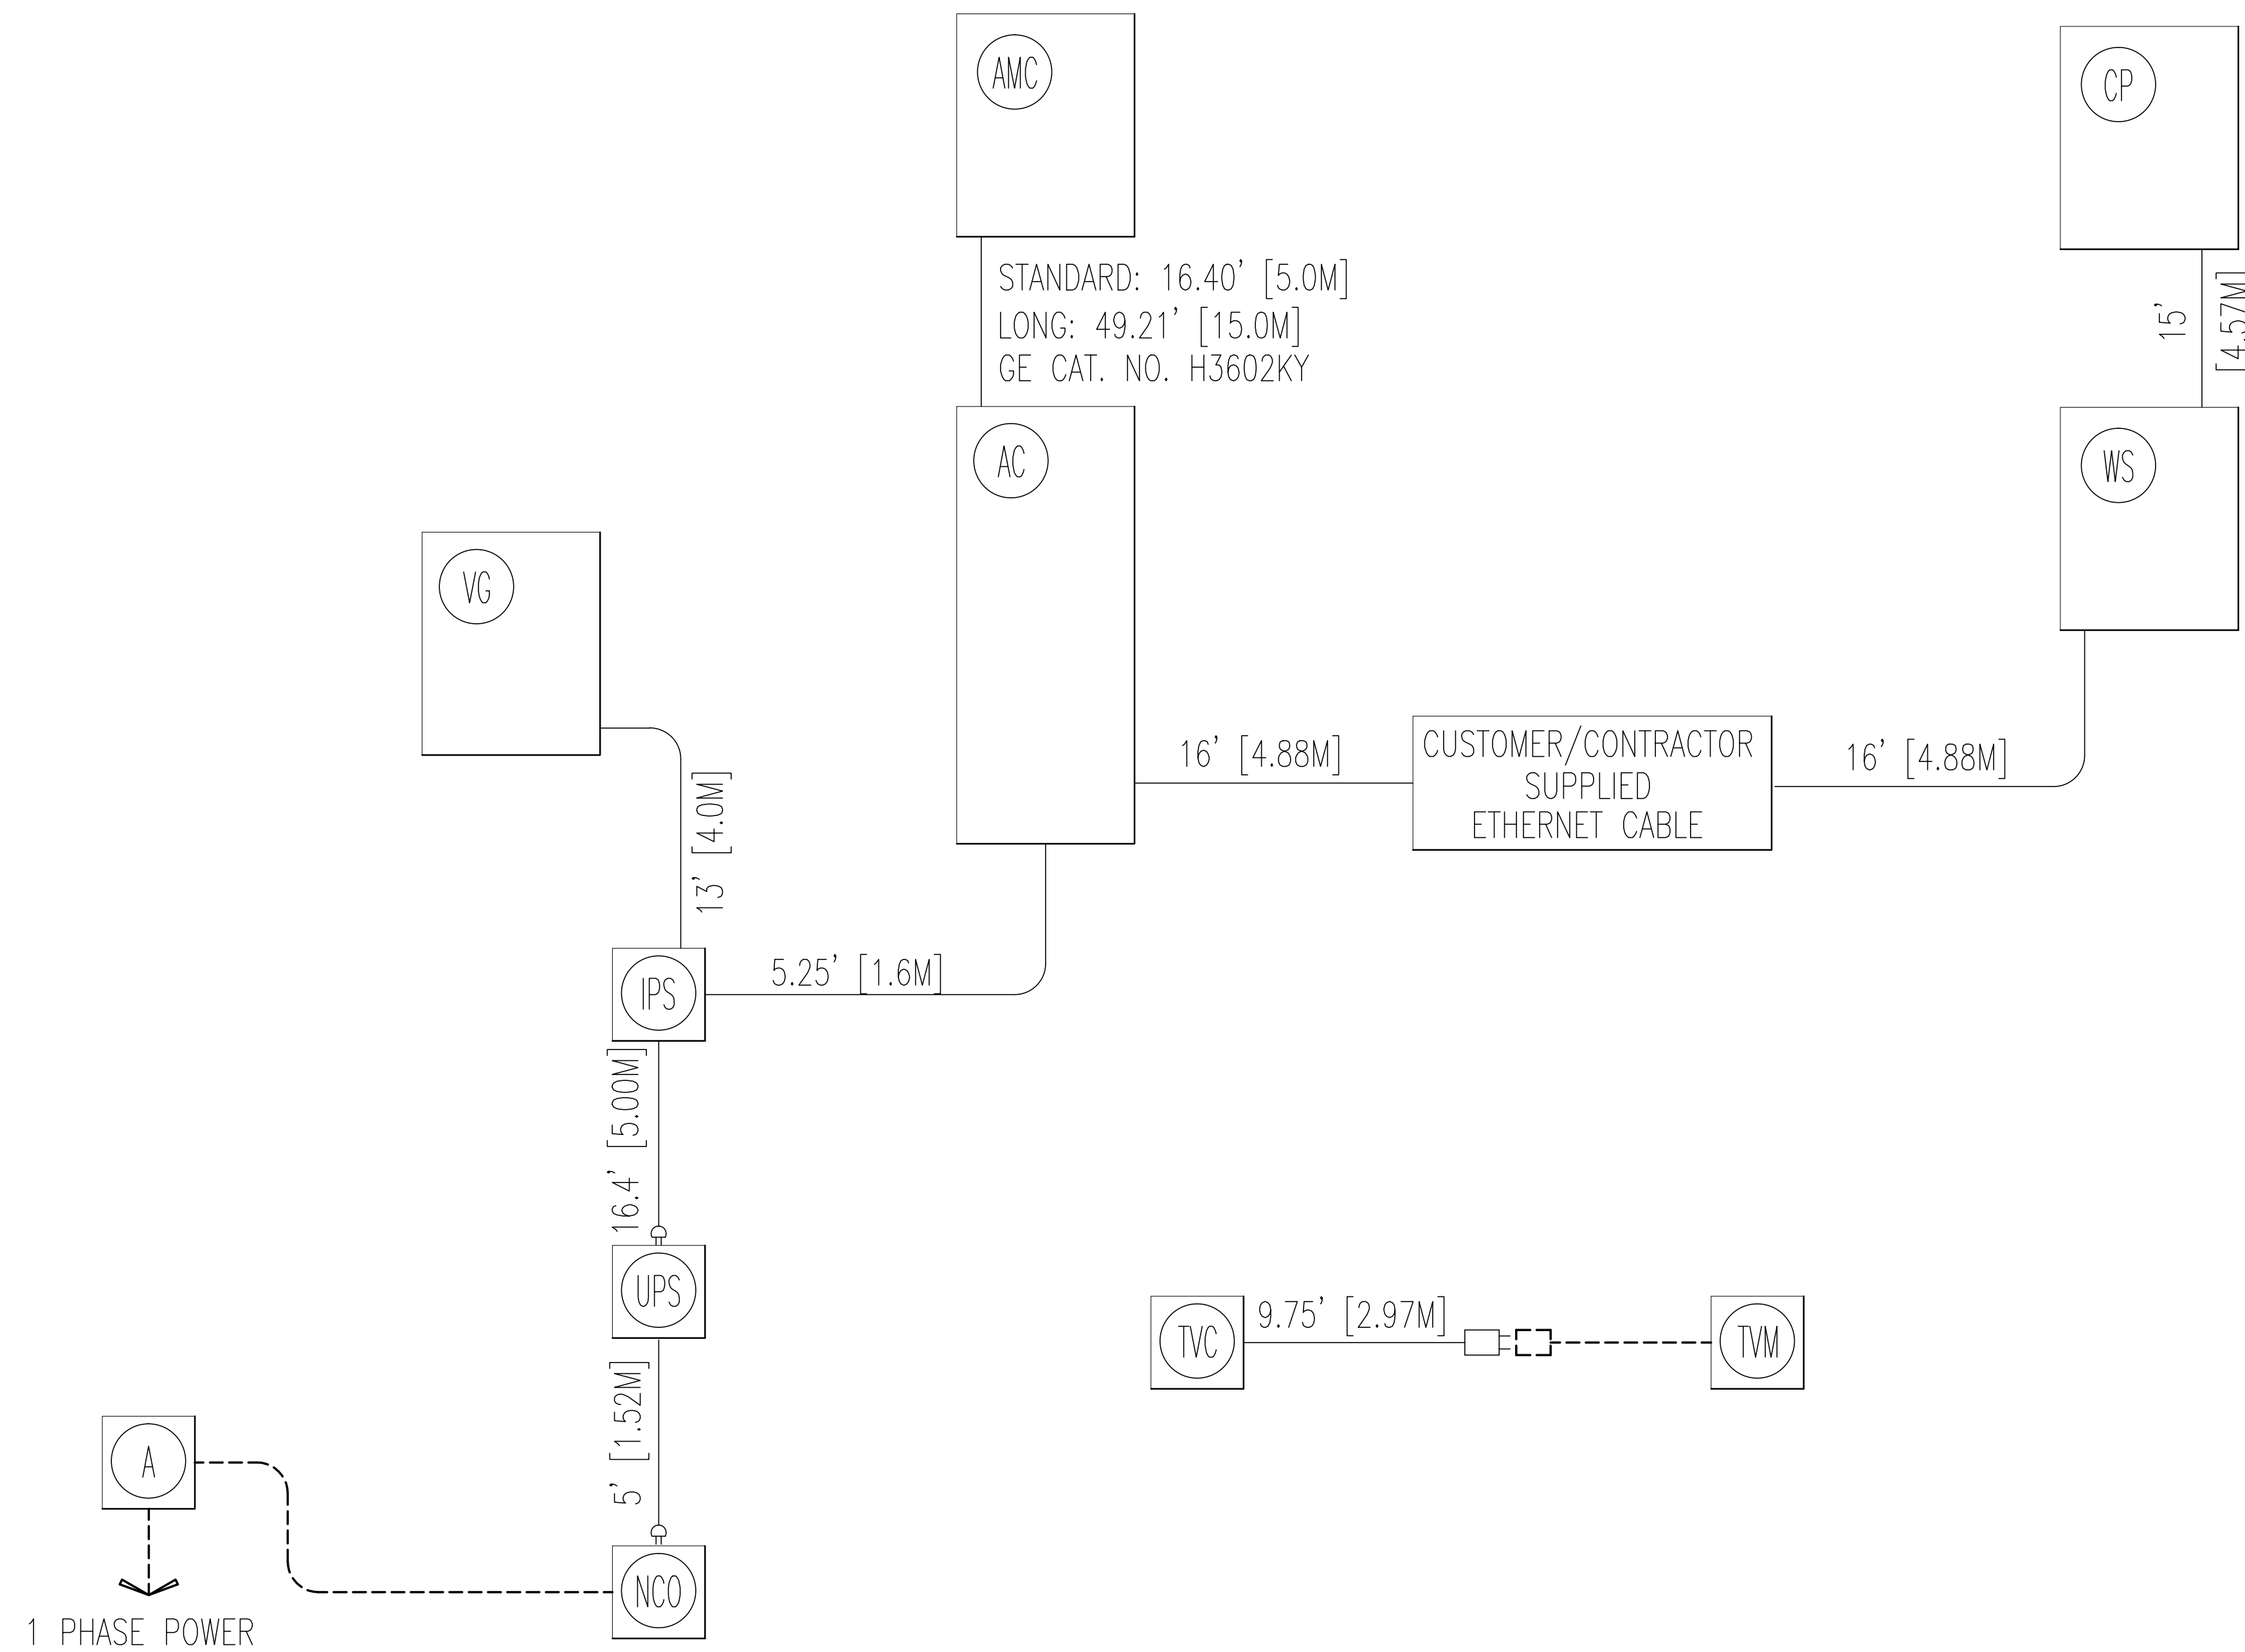 AMC
CP
STANDARD: 16.40' [5.0M]
LONG: 49.21' [15.0M]
GE CAT. NO. H3602KY
15'
[4.57M]
AC
WS
VG
13' [4.0M]
16' [4.88M]
CUSTOMER/CONTRACTOR
SUPPLIED
ETHERNET CABLE
16' [4.88M]
IPS
5.25' [1.6M]
16.4' [5.00M]
UPS
TVC
9.75' [2.97M]
TVM
5' [1.52M]
A
NCO
1 PHASE POWER